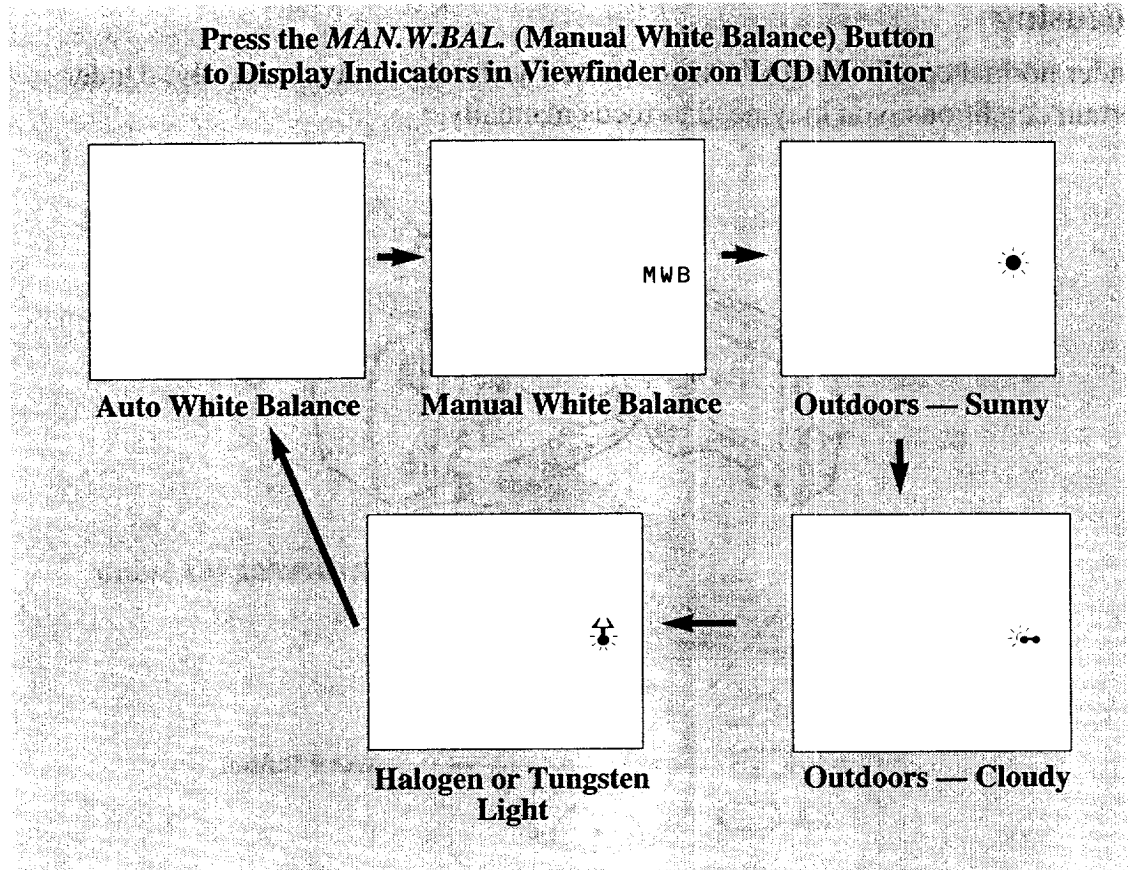 Press the MAN.W.BAL. (Manual White Balance) Button
to Display Indicators in Viewfinder or on LCD Monitor
MWB
Auto White Balance
Manual White Balance
Outdoors — Sunny
Halogen or Tungsten
Light
Outdoors — Cloudy